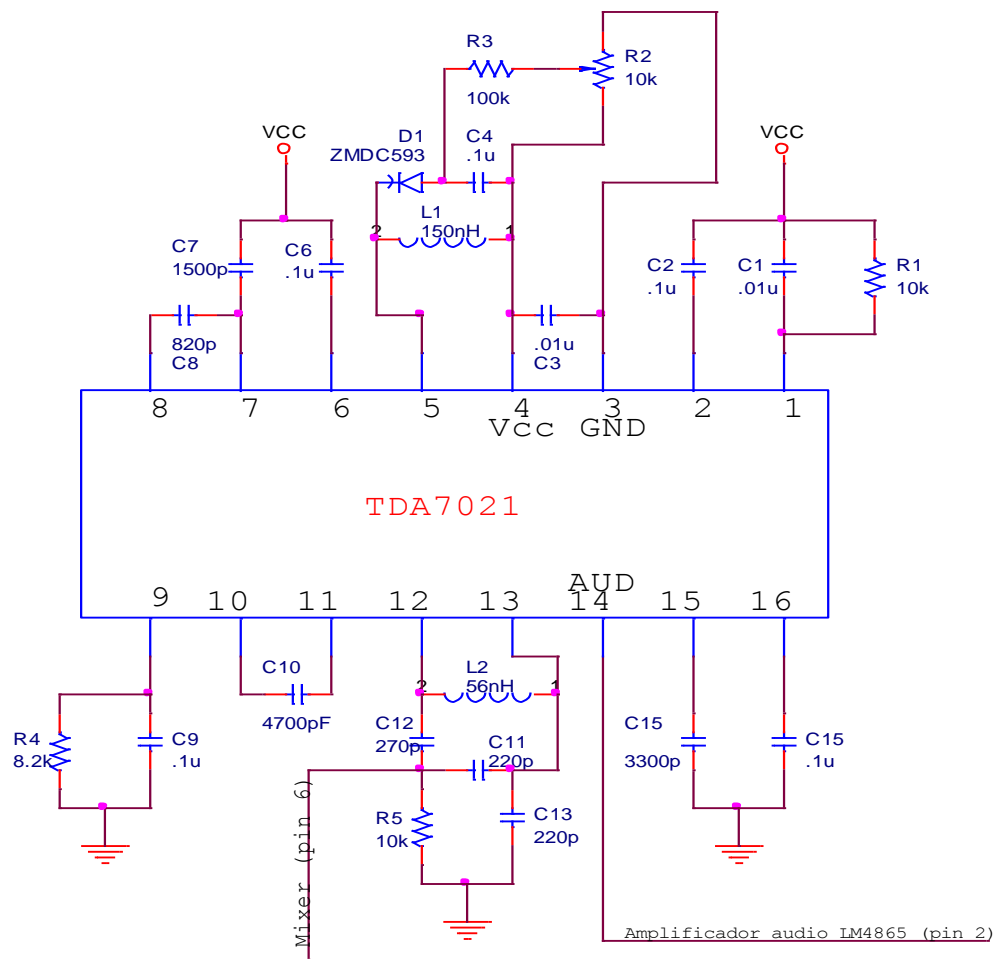 R3
100k
R2
10k
VCC
D1
ZMDC593
C4
.1u
VCC
L1
150nH
2
1
C7
1500p
C6
.1u
C2
.1u
C1
.01u
R1
10k
820p
C8
.01u
C3
8
7
6
5
4
3
2
1
Vcc GND
TDA7021
AUD
9
10
11
12
13
14
15
16
C10
4700pF
L2
56nH
2
1
R4
8.2k
C9
.1u
C12
270p
C11
220p
C15
3300p
C15
.1u
R5
10k
C13
220p
Mixer (pin 6)
Amplificador audio LM4865 (pin 2)